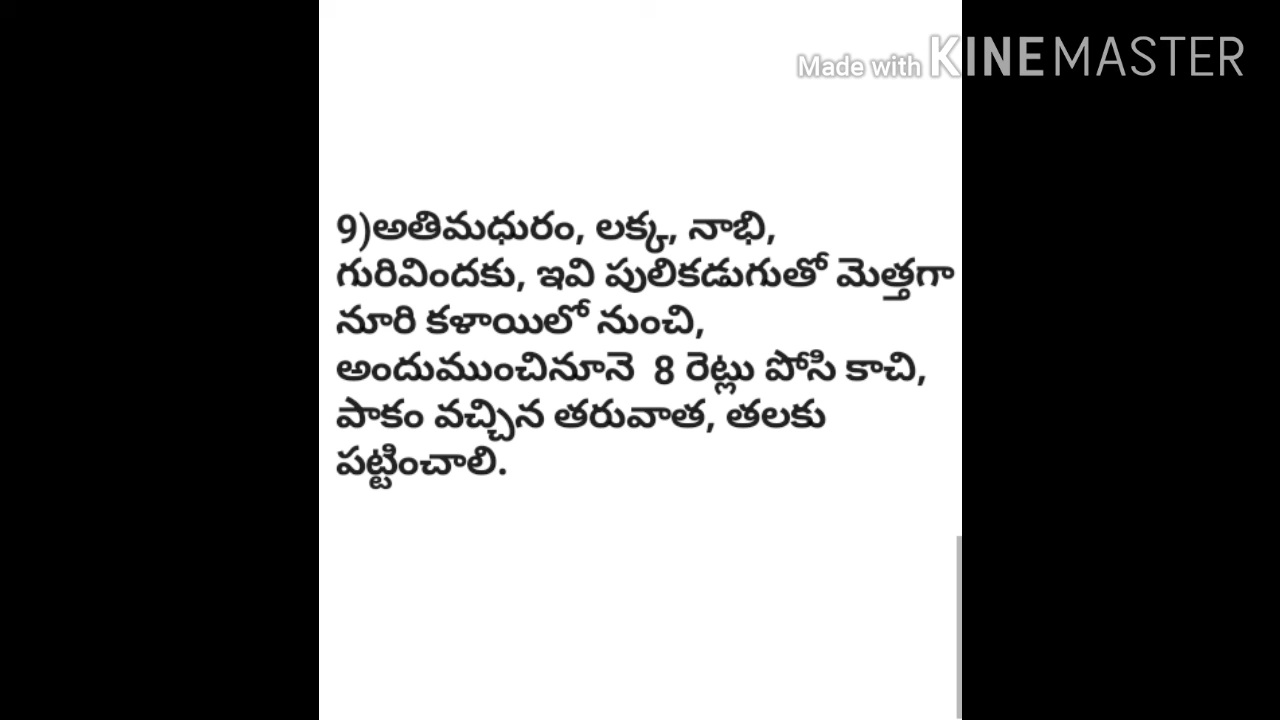 Made with KINEMASTER
9)అతిమధురం, లక్క, నాభి,
గురివిందకు, ఇవి పులికడుగుతో మెత్తగా
నూరి కళాయిలో నుంచి,
అందుముంచినూనె 8 రెట్లు పోసి కాచి,
పాకం వచ్చిన తరువాత, తలకు
పట్టించాలి.